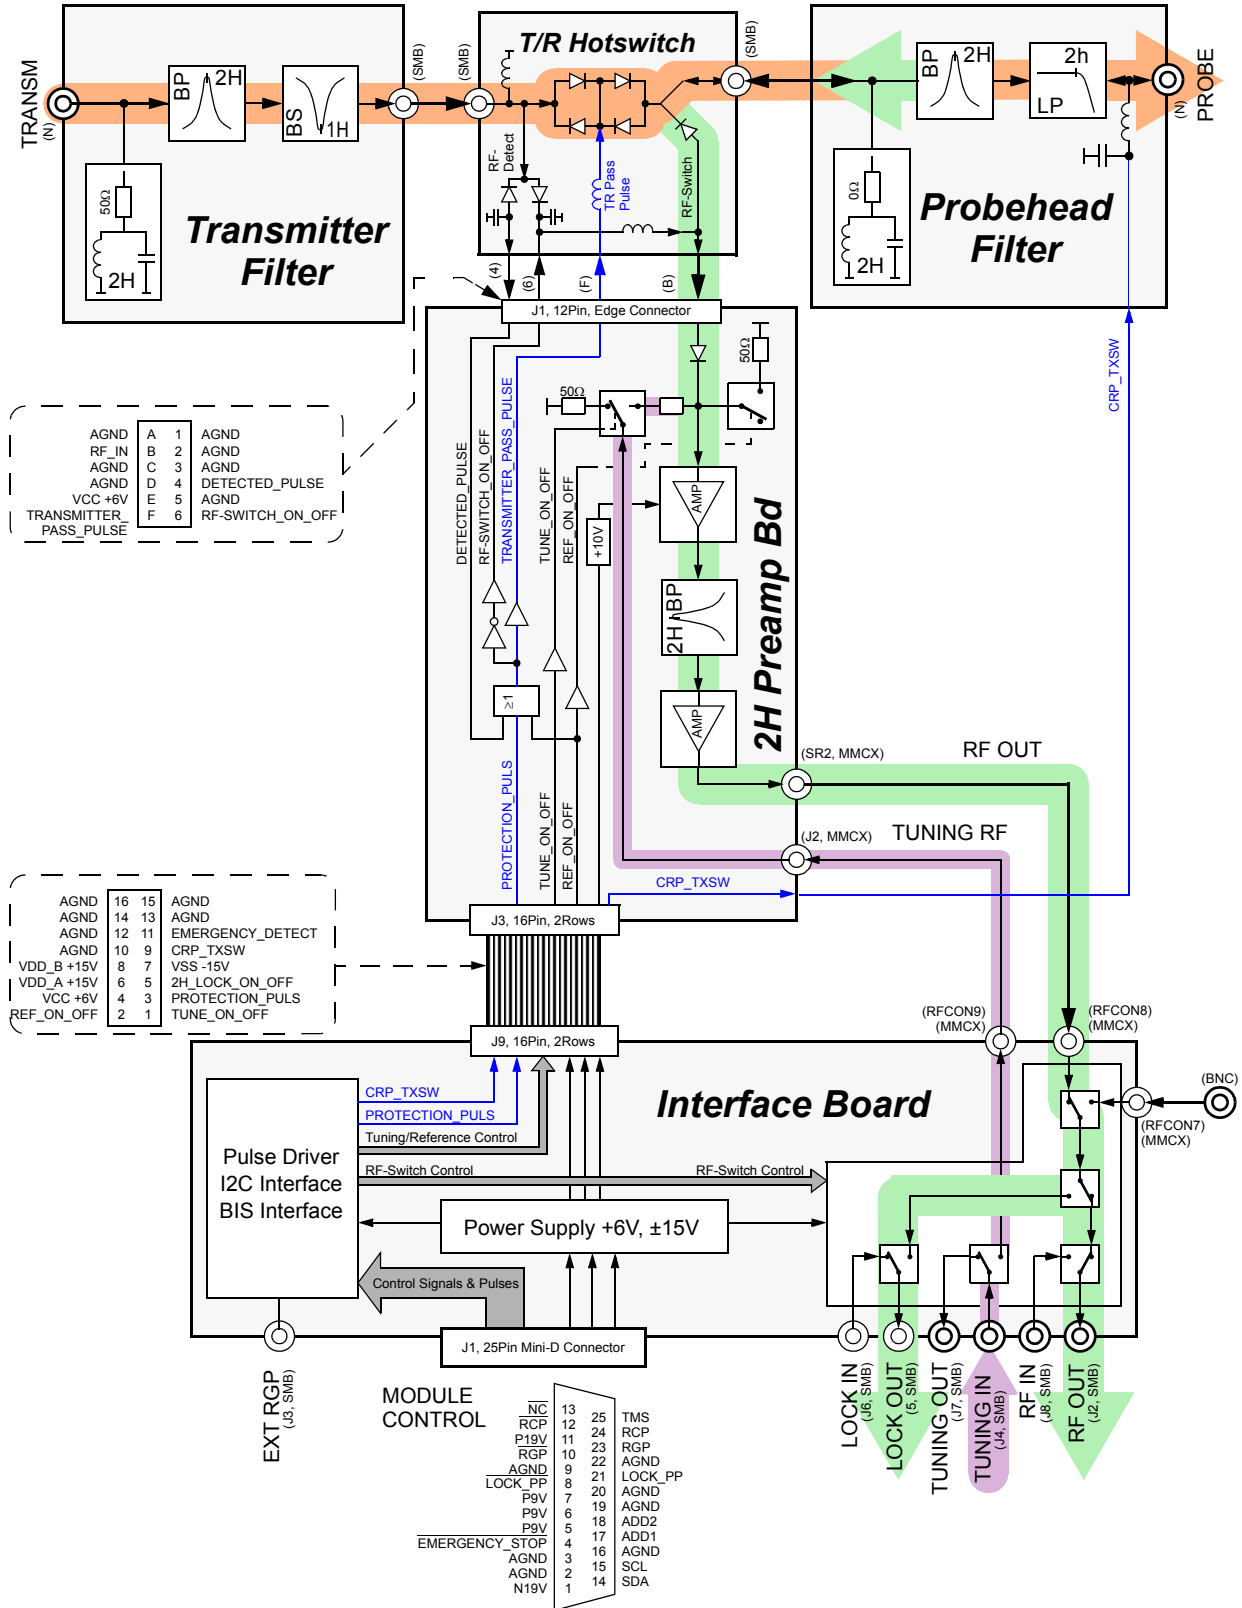 T/R Hotswitch
TRANSM
(N)
BP
2H
BS
1H
(SMB)
(SMB)
(SMB)
BP
2H
2h
LP
PROBE
(N)
50Ω
2H
Transmitter
Filter
RF-
Detect
TR Pass
Pulse
RF-Switch
0Ω
2H
Probehead
Filter
(4)
(6)
(F)
(B)
J1, 12Pin, Edge Connector
50Ω
50Ω
CRP_TXSW
AGND A 1 AGND
RF_IN B 2 AGND
AGND C 3 AGND
AGND D 4 DETECTED_PULSE
VCC +6V E 5 AGND
TRANSMITTER_ F 6 RF-SWITCH_ON_OFF
PASS_PULSE
DETECTED_PULSE
RF-SWITCH_ON_OFF
TRANSMITTER_PASS_PULSE
TUNE_ON_OFF
REF_ON_OFF
+10V
AMP
2H BP
AMP
2H Preamp Bd
≥1
PROTECTION_PULS
TUNE_ON_OFF
REF_ON_OFF
(SR2, MMCX)
RF OUT
(J2, MMCX)
TUNING RF
CRP_TXSW
J3, 16Pin, 2Rows
AGND 16 15 AGND
AGND 14 13 AGND
AGND 12 11 EMERGENCY_DETECT
AGND 10 9 CRP_TXSW
VDD_B +15V 8 7 VSS -15V
VDD_A +15V 6 5 2H_LOCK_ON_OFF
VCC +6V 4 3 PROTECTION_PULS
REF_ON_OFF 2 1 TUNE_ON_OFF
(RFCON9)
(MMCX)
(RFCON8)
(MMCX)
J9, 16Pin, 2Rows
Interface Board
(BNC)
(RFCON7)
(MMCX)
CRP_TXSW
PROTECTION_PULS
Tuning/Reference Control
RF-Switch Control
RF-Switch Control
Pulse Driver
I2C Interface
BIS Interface
Power Supply +6V, ±15V
Control Signals & Pulses
J1, 25Pin Mini-D Connector
EXT RGP
(J3, SMB)
LOCK IN
(J6, SMB)
LOCK OUT
(5, SMB)
TUNING OUT
(J7, SMB)
TUNING IN
(J4, SMB)
RF IN
(J8, SMB)
RF OUT
(J2, SMB)
MODULE
CONTROL
NC 13
25 TMS
RCP 12
24 RCP
P19V 11
23 RGP
RGP 10
22 AGND
AGND 9
21 LOCK_PP
LOCK_PP 8
20 AGND
P9V 7
19 AGND
P9V 6
18 ADD2
P9V 5
17 ADD1
EMERGENCY_STOP 4
16 AGND
AGND 3
15 SCL
AGND 2
14 SDA
N19V 1